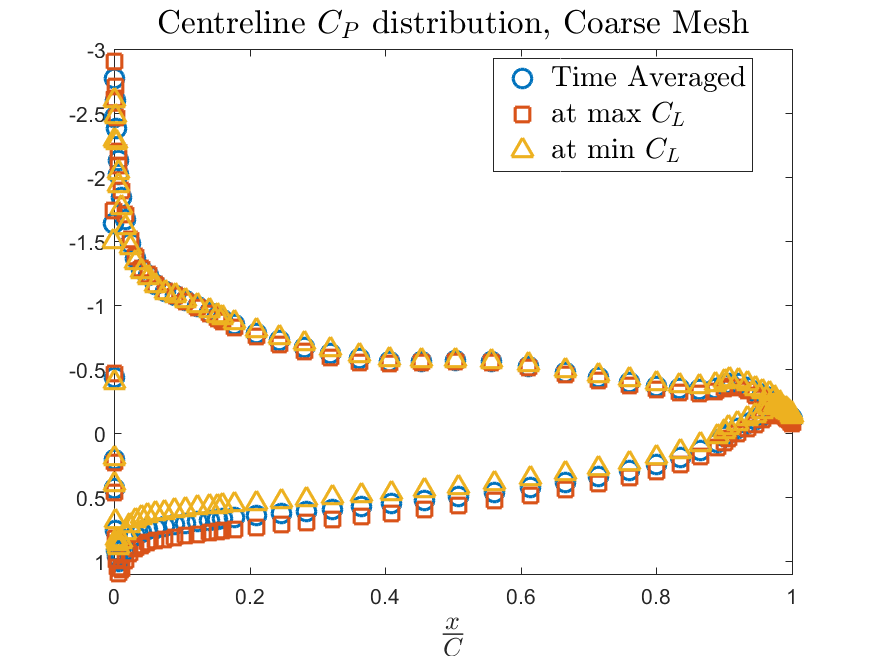 Centreline C_P distribution, Coarse Mesh
-3
-2.5
-2
-1.5
-1
-0.5
0
0.5
1
Time Averaged
at max C_L
at min C_L
0 0.2 0.4 0.6 0.8 1
x
C